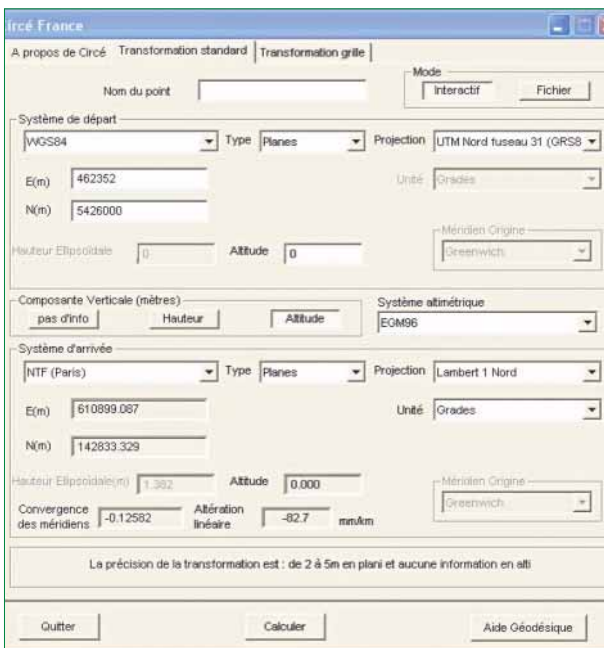 ircé France
A propos de Circé Transformation standard Transformation grille
Mode
Nom du point Interactif Fichier
Système de départ
WGS84 Type Planes Projection UTM Nord fuseau 31 (GRS8
E(m) 462352 Unité Grades
N(m) 5426000
Méridien Origine
Hauteur Elipsoïdale 0 Altitude 0 Greenwich
Composante Verticale (mètres) Système altimétrique
pas d'info Hauteur Altitude EGM96
Système d'arrivée
NTF (Paris) Type Planes Projection Lambert 1 Nord
E(m) 610899.087 Unité Grades
N(m) 142833.329
Hauteur Elipsoïdale(m) 1.382 Altitude 0.000 Méridien Origine
Convergence des méridiens -0.12582 Altération linéaire -82.7 mm/km Greenwich
La précision de la transformation est : de 2 à 5m en plani et aucune information en alti
Quitter Calculer Aide Géodésique